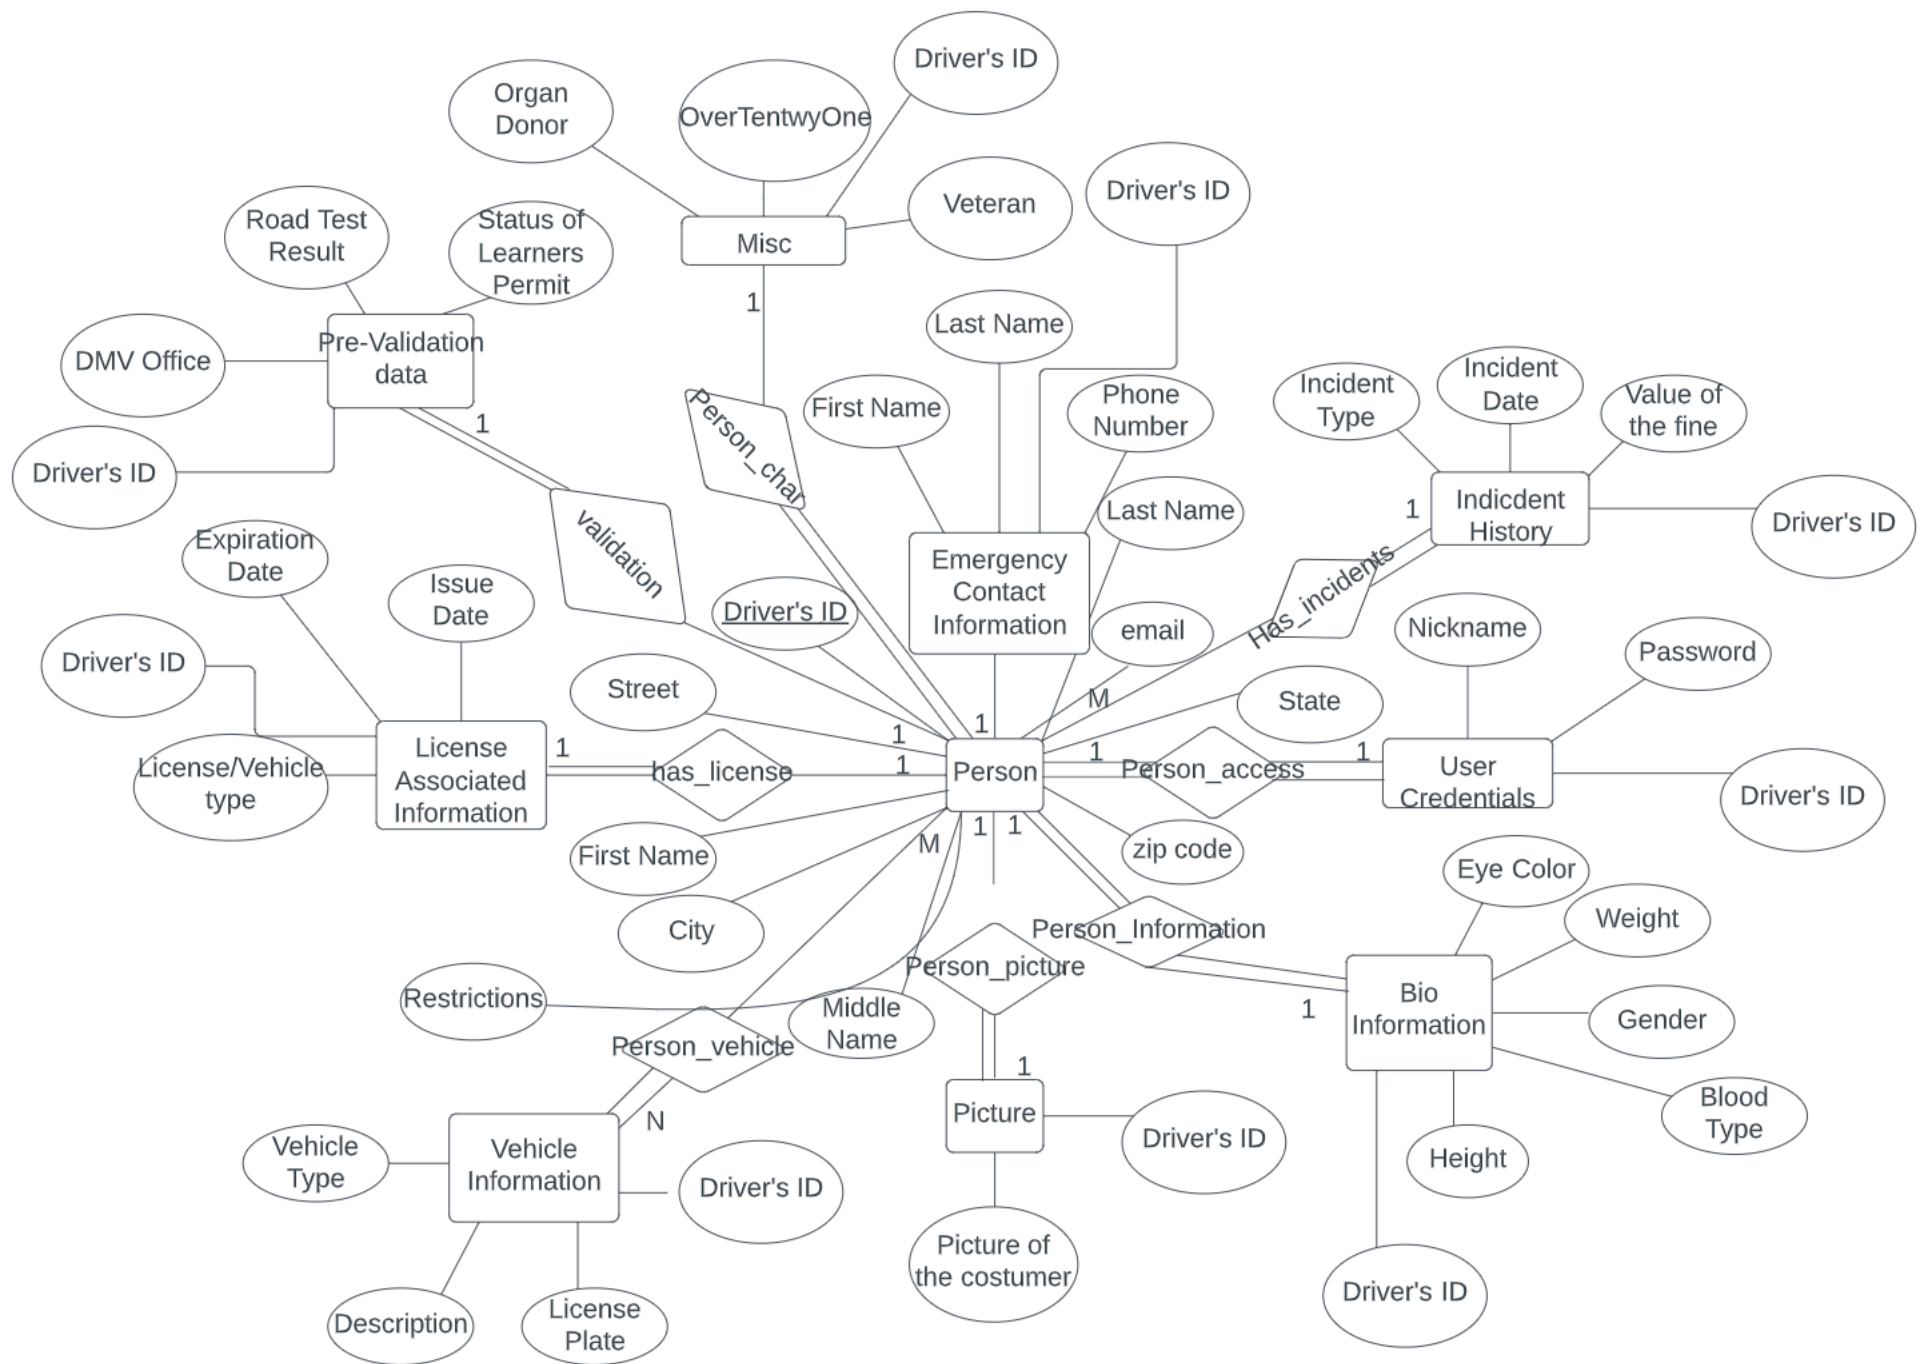 Driver's ID
Organ
Donor
OverTentwyOne
Driver's ID
Veteran
Road Test
Result
Status of
Learners
Permit
Misc
1
Last Name
Pre-Validation
data
DMV Office
1
Person_char
First Name
Phone
Number
Incident
Type
Incident
Date
Value of
the fine
Driver's ID
validation
Last Name
1
Indicdent
History
Driver's ID
Expiration
Date
Issue
Date
Driver's ID
Emergency
Contact
Information
email
Has_incidents
Nickname
Password
Driver's ID
Street
M
State
1
1
License
Associated
Information
1
has_license
1
Person
1
Person_access
1
User
Credentials
Driver's ID
License/Vehicle
type
First Name
M
1
1
zip code
Eye Color
City
Weight
Person_Information
Person_picture
Restrictions
Middle
Name
1
Bio
Information
Gender
Person_vehicle
1
N
Picture
Driver's ID
Blood
Type
Vehicle
Type
Vehicle
Information
Driver's ID
Height
Picture of
the costumer
Driver's ID
Description
License
Plate